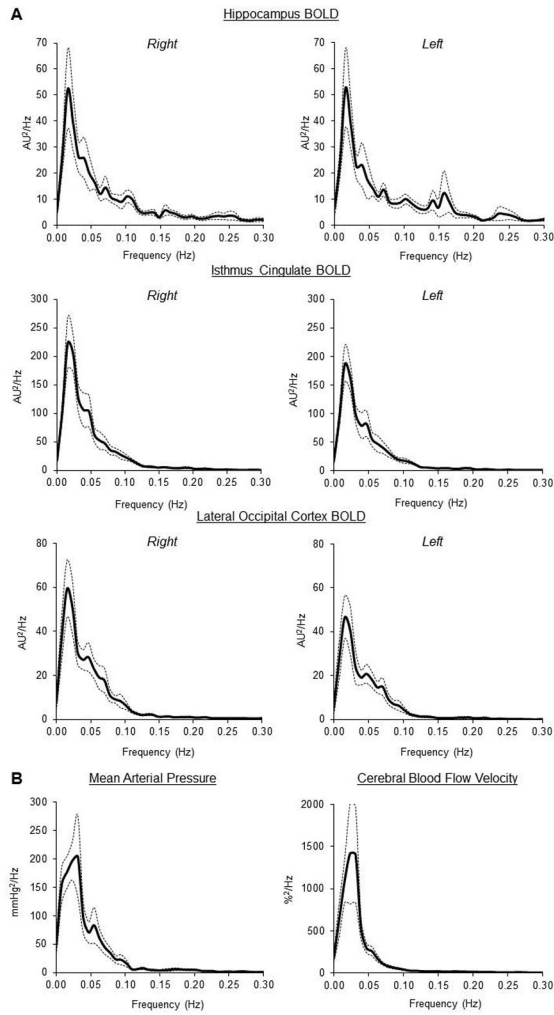 A
Hippocampus BOLD
Right
Left
AU²/Hz
70
60
50
40
30
20
10
0
0.00 0.05 0.10 0.15 0.20 0.25 0.30
Frequency (Hz)
AU²/Hz
70
60
50
40
30
20
10
0
0.00 0.05 0.10 0.15 0.20 0.25 0.30
Frequency (Hz)
Isthmus Cingulate BOLD
Right
Left
AU²/Hz
300
250
200
150
100
50
0
0.00 0.05 0.10 0.15 0.20 0.25 0.30
Frequency (Hz)
AU²/Hz
300
250
200
150
100
50
0
0.00 0.05 0.10 0.15 0.20 0.25 0.30
Frequency (Hz)
Lateral Occipital Cortex BOLD
Right
Left
AU²/Hz
80
60
40
20
0
0.00 0.05 0.10 0.15 0.20 0.25 0.30
Frequency (Hz)
AU²/Hz
80
60
40
20
0
0.00 0.05 0.10 0.15 0.20 0.25 0.30
Frequency (Hz)
B
Mean Arterial Pressure
Cerebral Blood Flow Velocity
mmHg²/Hz
300
250
200
150
100
50
0
0.00 0.05 0.10 0.15 0.20 0.25 0.30
Frequency (Hz)
%²/Hz
2000
1500
1000
500
0
0.00 0.05 0.10 0.15 0.20 0.25 0.30
Frequency (Hz)